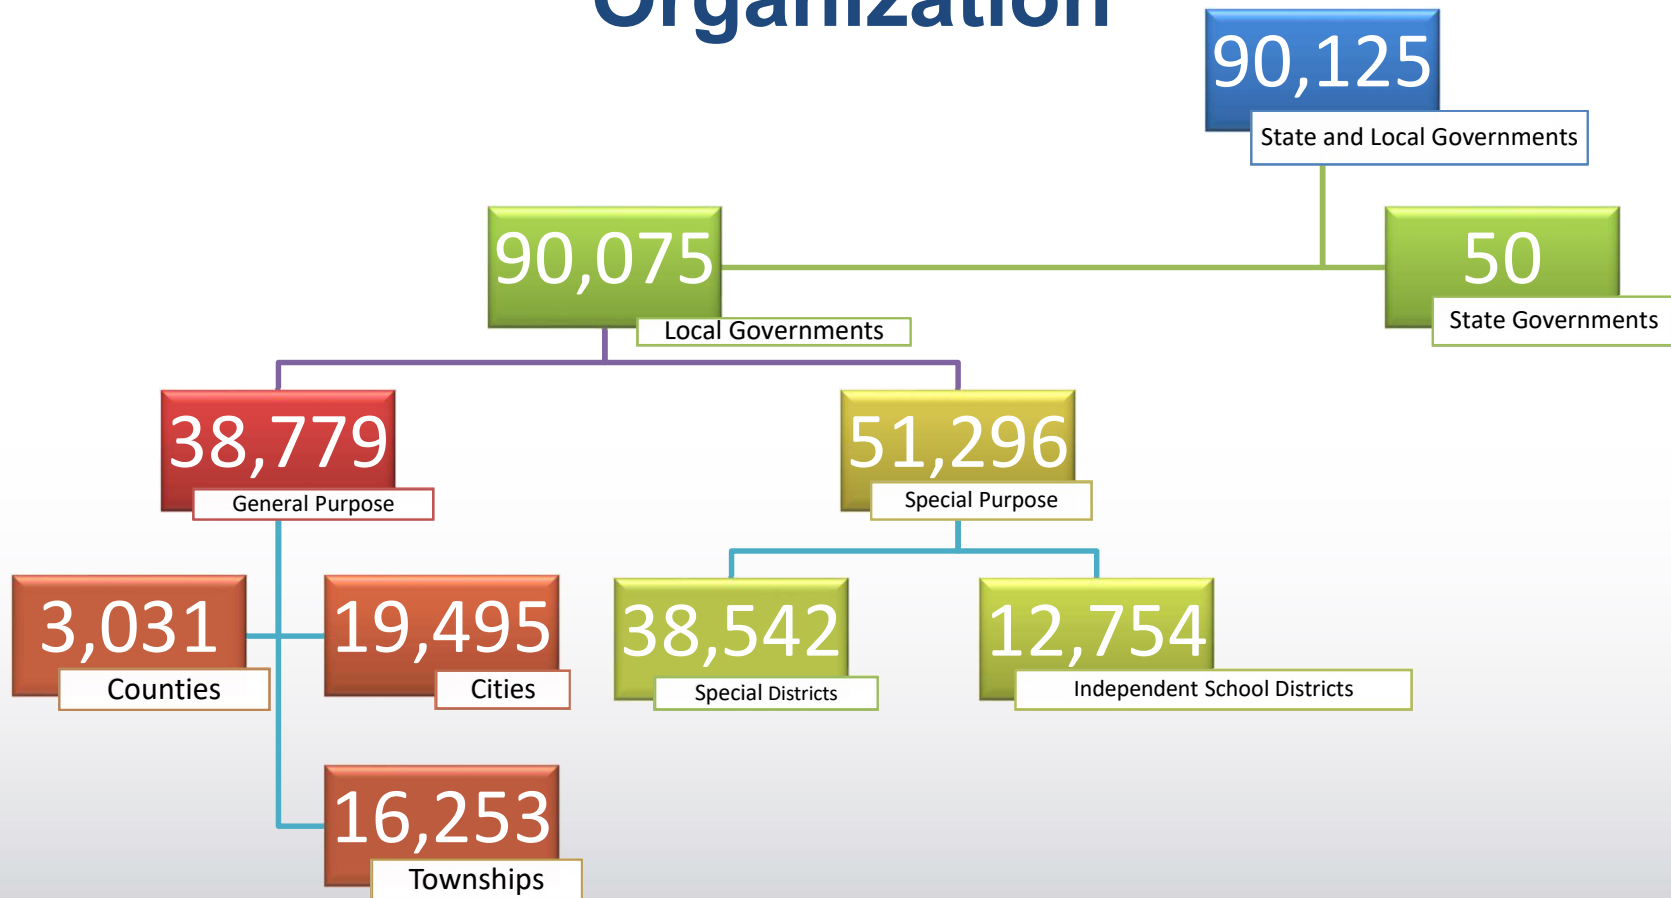 Organization
90,125
State and Local Governments
90,075
Local Governments
50
State Governments
38,779
General Purpose
51,296
Special Purpose
3,031
Counties
19,495
Cities
38,542
Special Districts
12,754
Independent School Districts
16,253
Townships